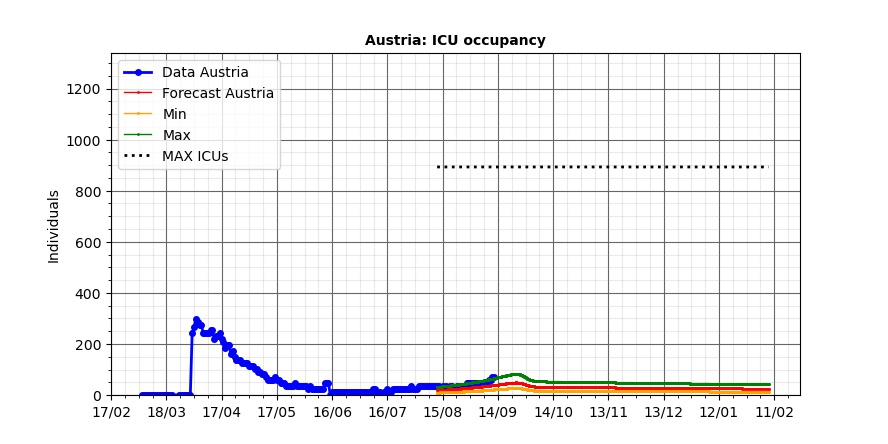 Austria: ICU occupancy
Data Austria
Forecast Austria
Min
Max
MAX ICUs
Individuals
1200
1000
800
600
400
200
0
17/02 18/03 17/04 17/05 16/06 16/07 15/08 14/09 14/10 13/11 13/12 12/01 11/02